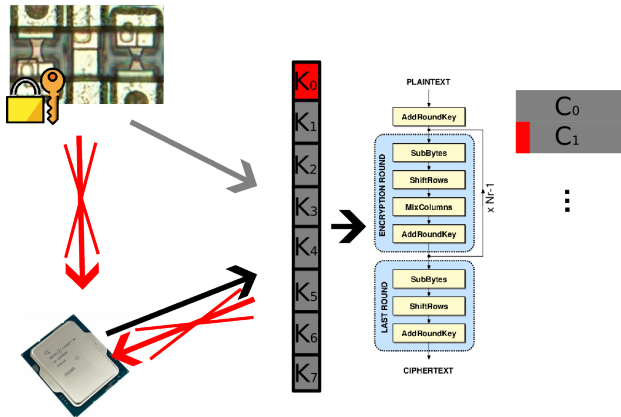 K0
K1
K2
K3
K4
K5
K6
K7
PLAINTEXT
AddRoundKey
ENCRYPTION ROUND
SubBytes
ShiftRows
MixColumns
AddRoundKey
x Nr-1
LAST ROUND
SubBytes
ShiftRows
AddRoundKey
CIPHERTEXT
C0
C1
...